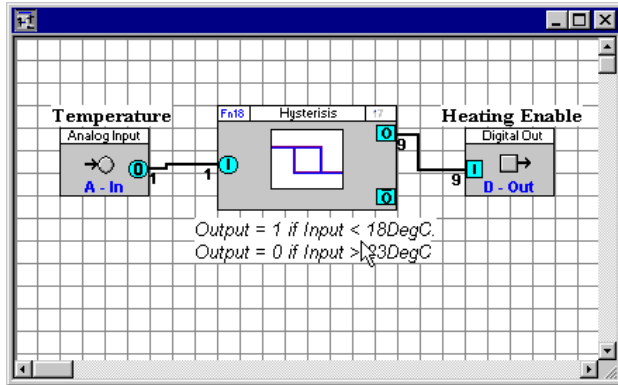 Temperature
Analog Input
0
A - In
1
Fn18 Hysterisis 17
1
I
0
9
0
Heating Enable
Digital Out
I
9
D - Out
Output = 1 if Input < 18DegC.
Output = 0 if Input >